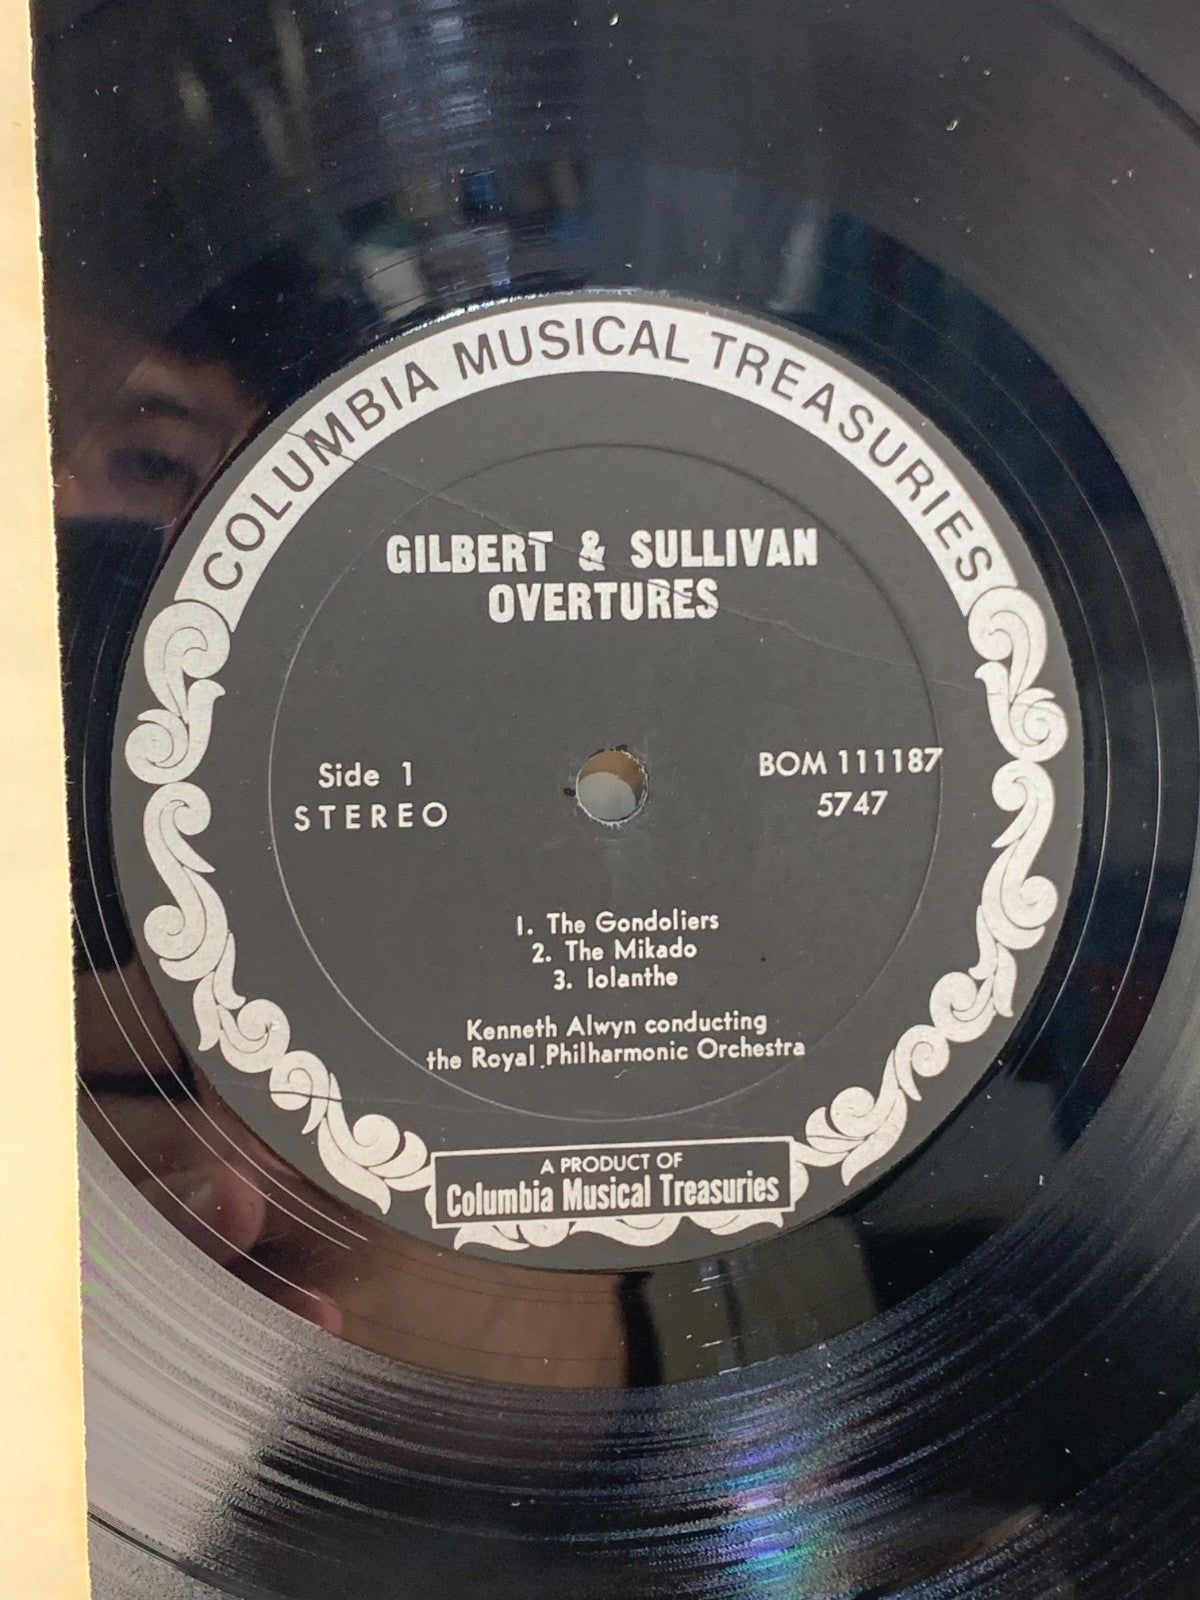 COLUMBIA MUSICAL TREASURES
GILBERT & SULLIVAN
OVERTURES
Side 1
STEREO
BOM 111187
5747
1. The Gondoliers
2. The Mikado
3. Iolanthe
Kenneth Alwyn conducting
the Royal Philharmonic Orchestra
A PRODUCT OF
Columbia Musical Treasuries